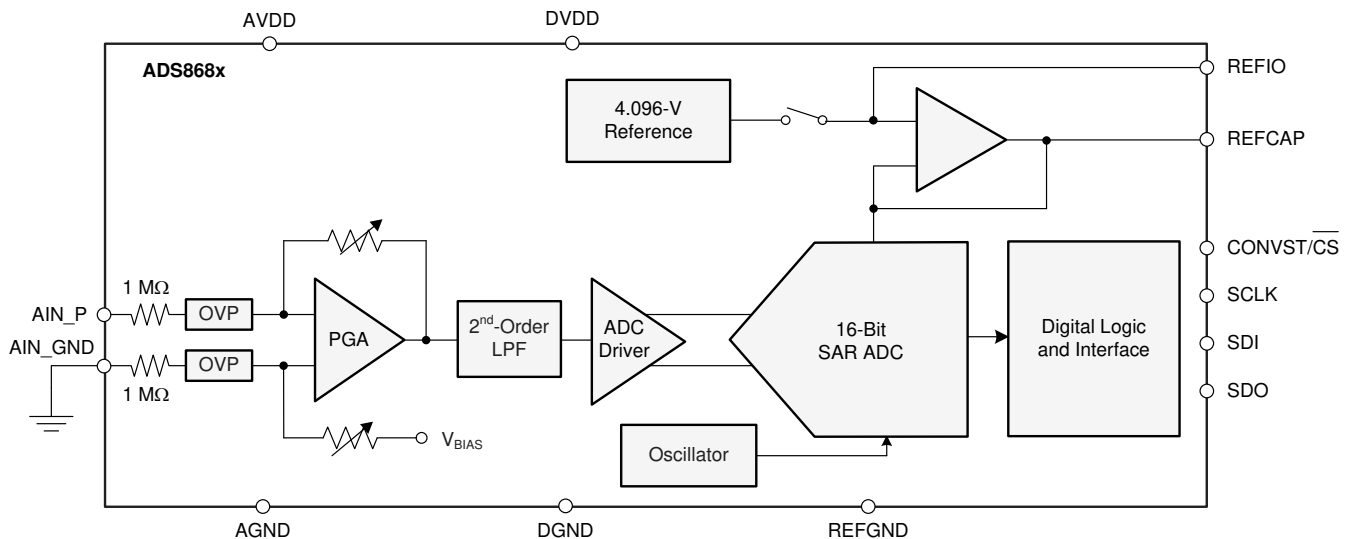 AVDD
DVDD
ADS868x
REFIO
4.096-V
Reference
REFCAP
CONVST/CS
1 MΩ
OVP
AIN_P
SCLK
2nd-Order
LPF
ADC
Driver
16-Bit
SAR ADC
Digital Logic
and Interface
PGA
AIN_GND
SDI
OVP
1 MΩ
SDO
VBIAS
Oscillator
AGND
DGND
REFGND